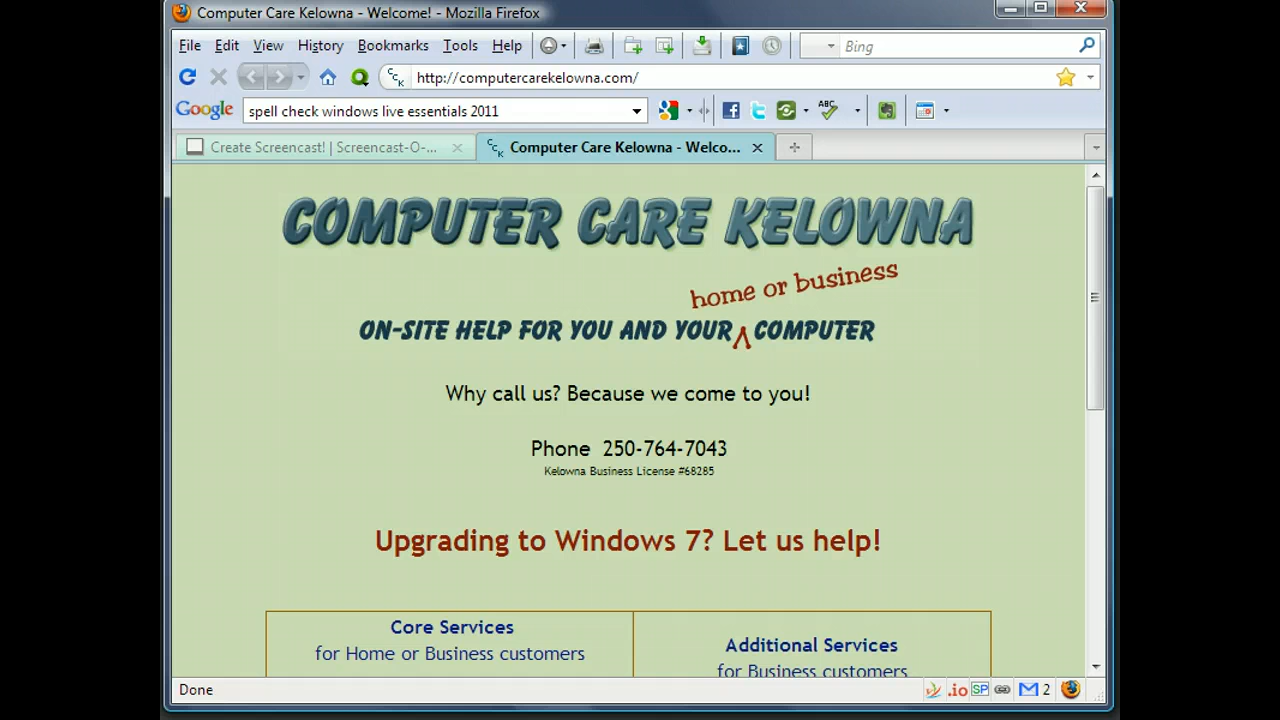 Computer Care Kelowna - Welcome! - Mozilla Firefox
File Edit View History Bookmarks Tools Help
Bing
http://computercarekelowna.com/
Google
spell check windows live essentials 2011
ABC
Create Screencast! | Screencast-O-...
Computer Care Kelowna - Welco...
COMPUTER CARE KELOWNA
home or business
ON-SITE HELP FOR YOU AND YOUR COMPUTER
Why call us? Because we come to you!
Phone 250-764-7043
Kelowna Business License #68285
Upgrading to Windows 7? Let us help!
Core Services
for Home or Business customers
Additional Services
for Business customers
Done
.io SP 2